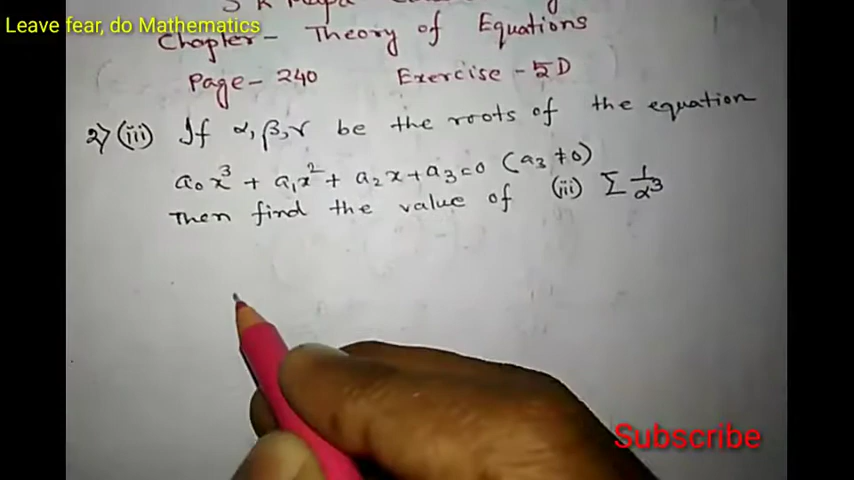 Leave fear, do Mathematics
Chapter- Theory of Equations
Page-240 Exercise-5D
2)(iii) If α, β, γ be the roots of the equation
a₀x³ + a₁x² + a₂x + a₃ = 0 (a₃ ≠ 0)
Then find the value of (iii) Σ 1/α³
Subscribe